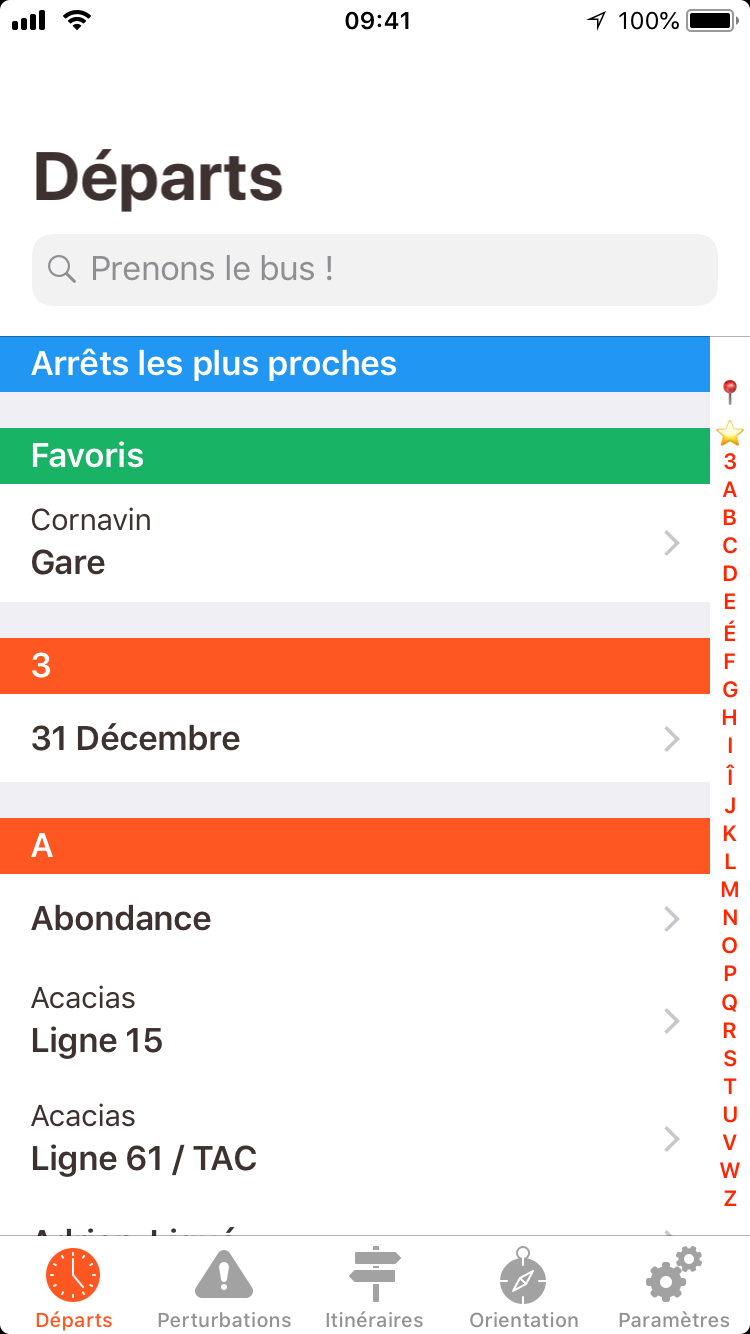 09:41
100%
Départs
Prenons le bus !
Arrêts les plus proches
Favoris
Cornavin
Gare
3
31 Décembre
A
Abondance
Acacias
Ligne 15
Acacias
Ligne 61 / TAC
3
A
B
C
D
E
É
F
G
H
I
Î
J
K
L
M
N
O
P
Q
R
S
T
U
V
W
Z
Départs
Perturbations
Itinéraires
Orientation
Paramètres